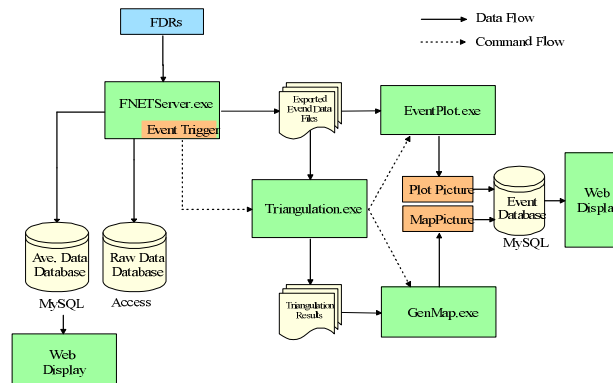 FDRs
Data Flow
Command Flow
FNETServer.exe
Event Trigger
Exported
Evend Data
Files
EventPlot.exe
Triangulation.exe
Plot Picture
MapPicture
Event
Database
MySQL
Web
Display
Ave. Data
Database
MySQL
Raw Data
Database
Access
Triangulation
Results
GenMap.exe
Web
Display